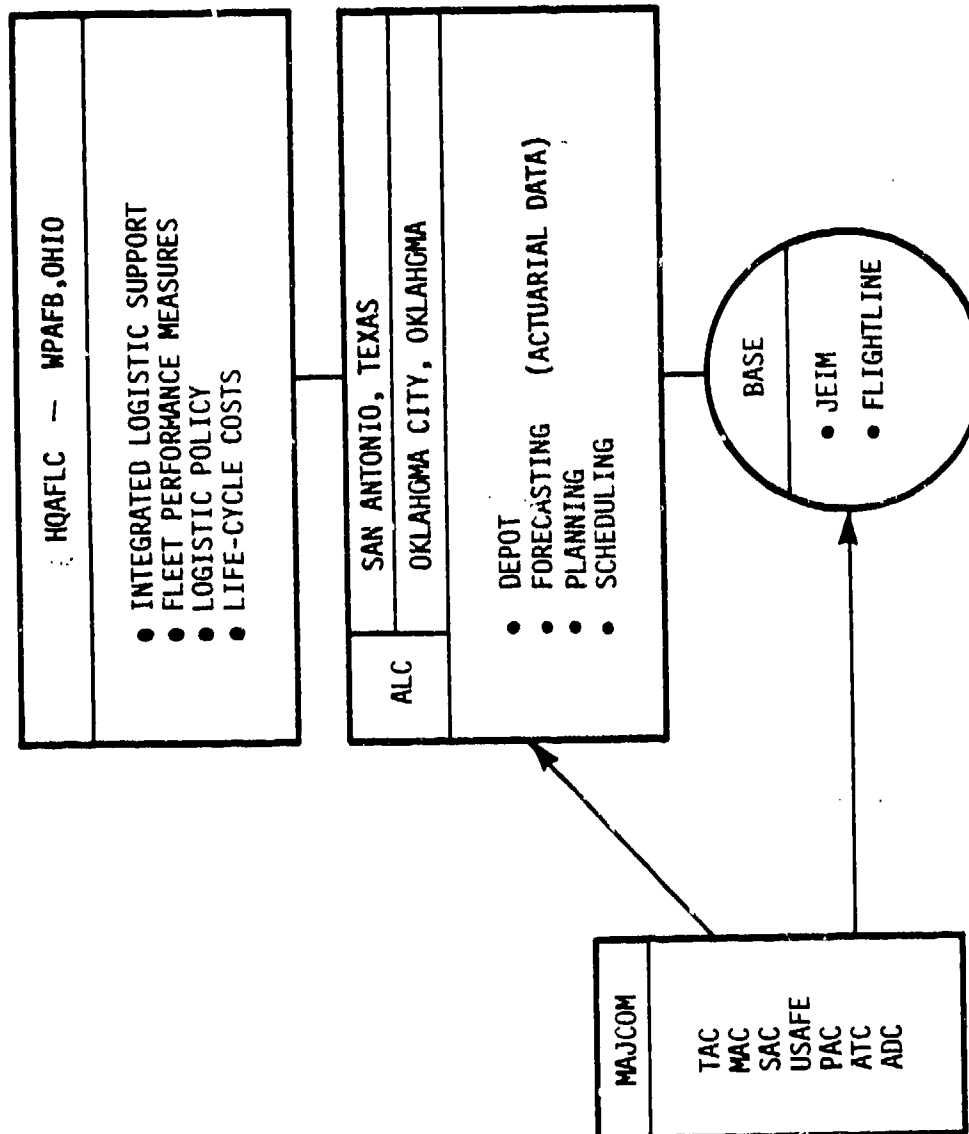 HQAFLC — WPAFB,OHIO
● INTEGRATED LOGISTIC SUPPORT
● FLEET PERFORMANCE MEASURES
● LOGISTIC POLICY
● LIFE-CYCLE COSTS
ALC
SAN ANTONIO, TEXAS
OKLAHOMA CITY, OKLAHOMA
● DEPOT
● FORECASTING (ACTUARIAL DATA)
● PLANNING
● SCHEDULING
BASE
● JEIM
● FLIGHTLINE
MAJCOM
TAC
MAC
SAC
USAFE
PAC
ATC
ADC